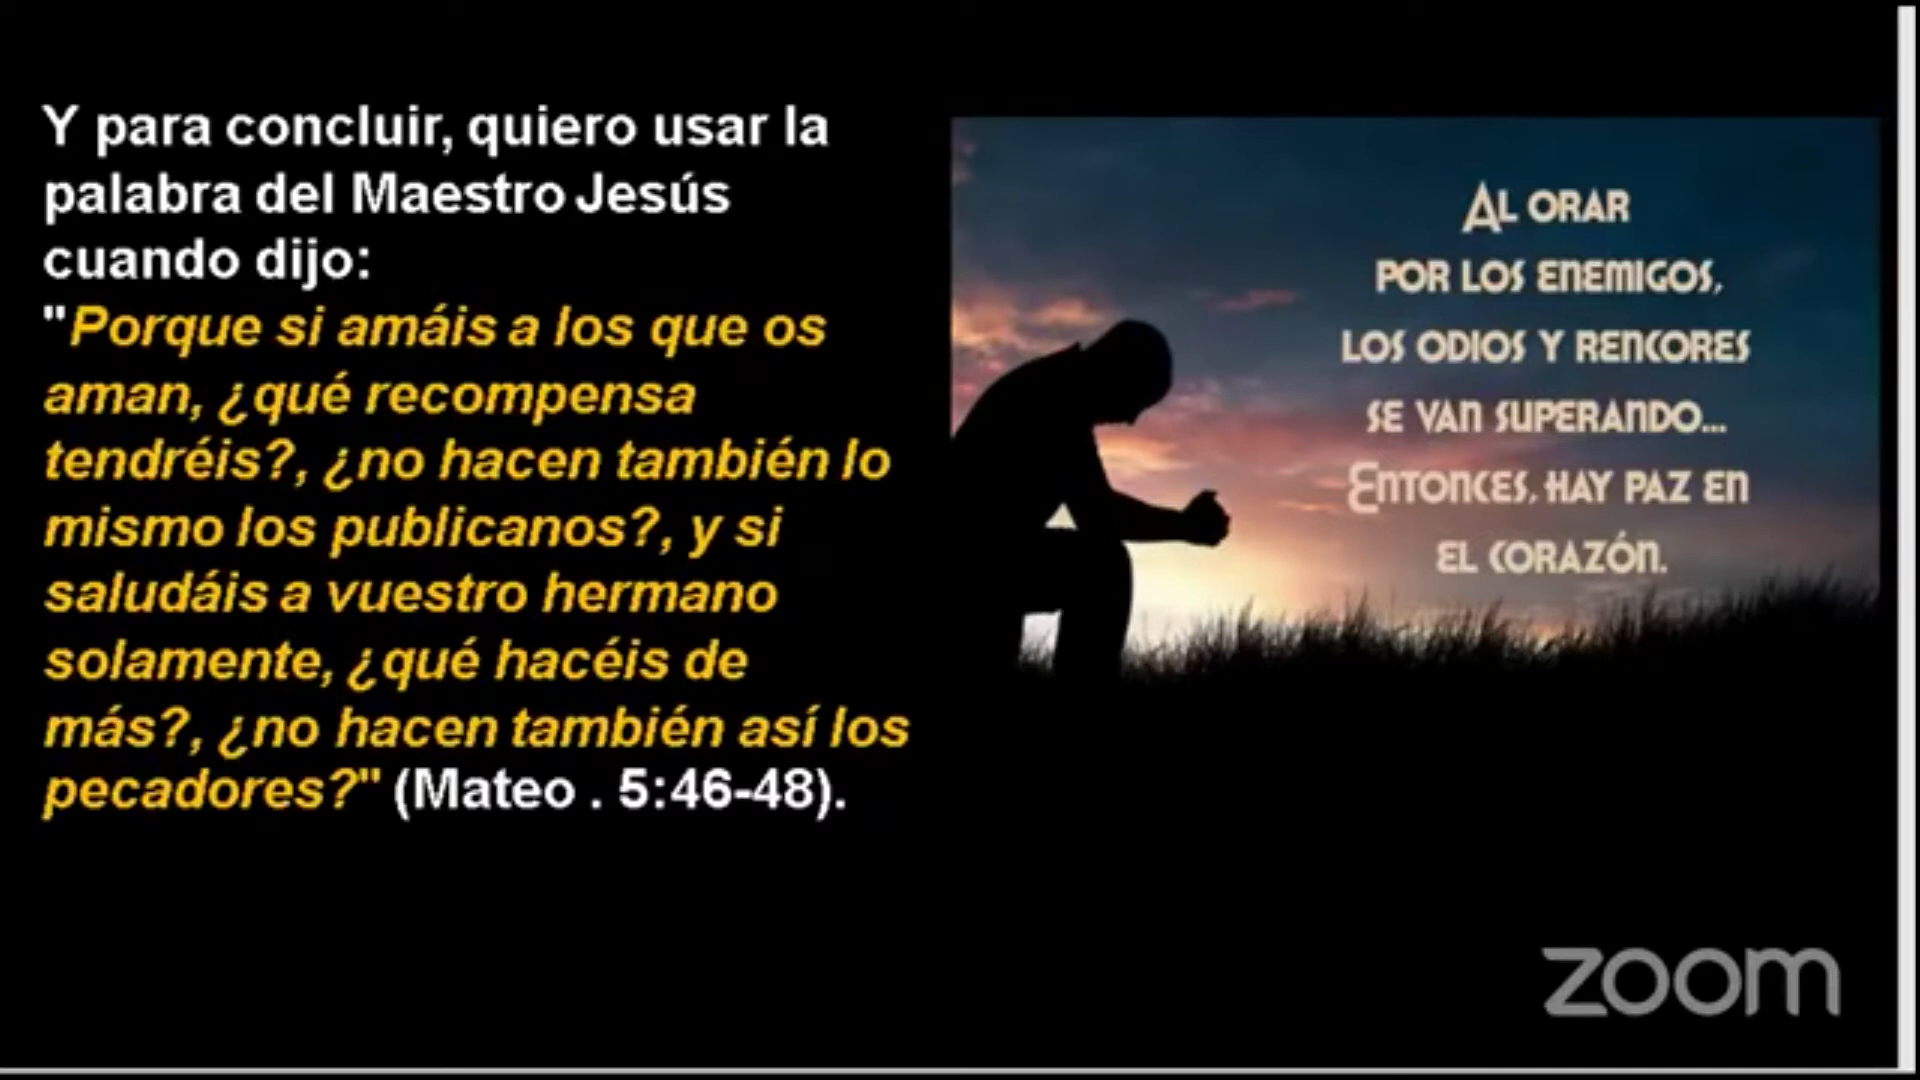 Y para concluir, quiero usar la
palabra del Maestro Jesús
cuando dijo:
"Porque si amáis a los que os
aman, ¿qué recompensa
tendréis?, ¿no hacen también lo
mismo los publicanos?, y si
saludáis a vuestro hermano
solamente, ¿qué hacéis de
más?, ¿no hacen también así los
pecadores?" (Mateo . 5:46-48).
AL ORAR
POR LOS ENEMIGOS,
LOS ODIOS Y RENCORES
SE VAN SUPERANDO...
ENTONCES, HAY PAZ EN
EL CORAZÓN.
zoom